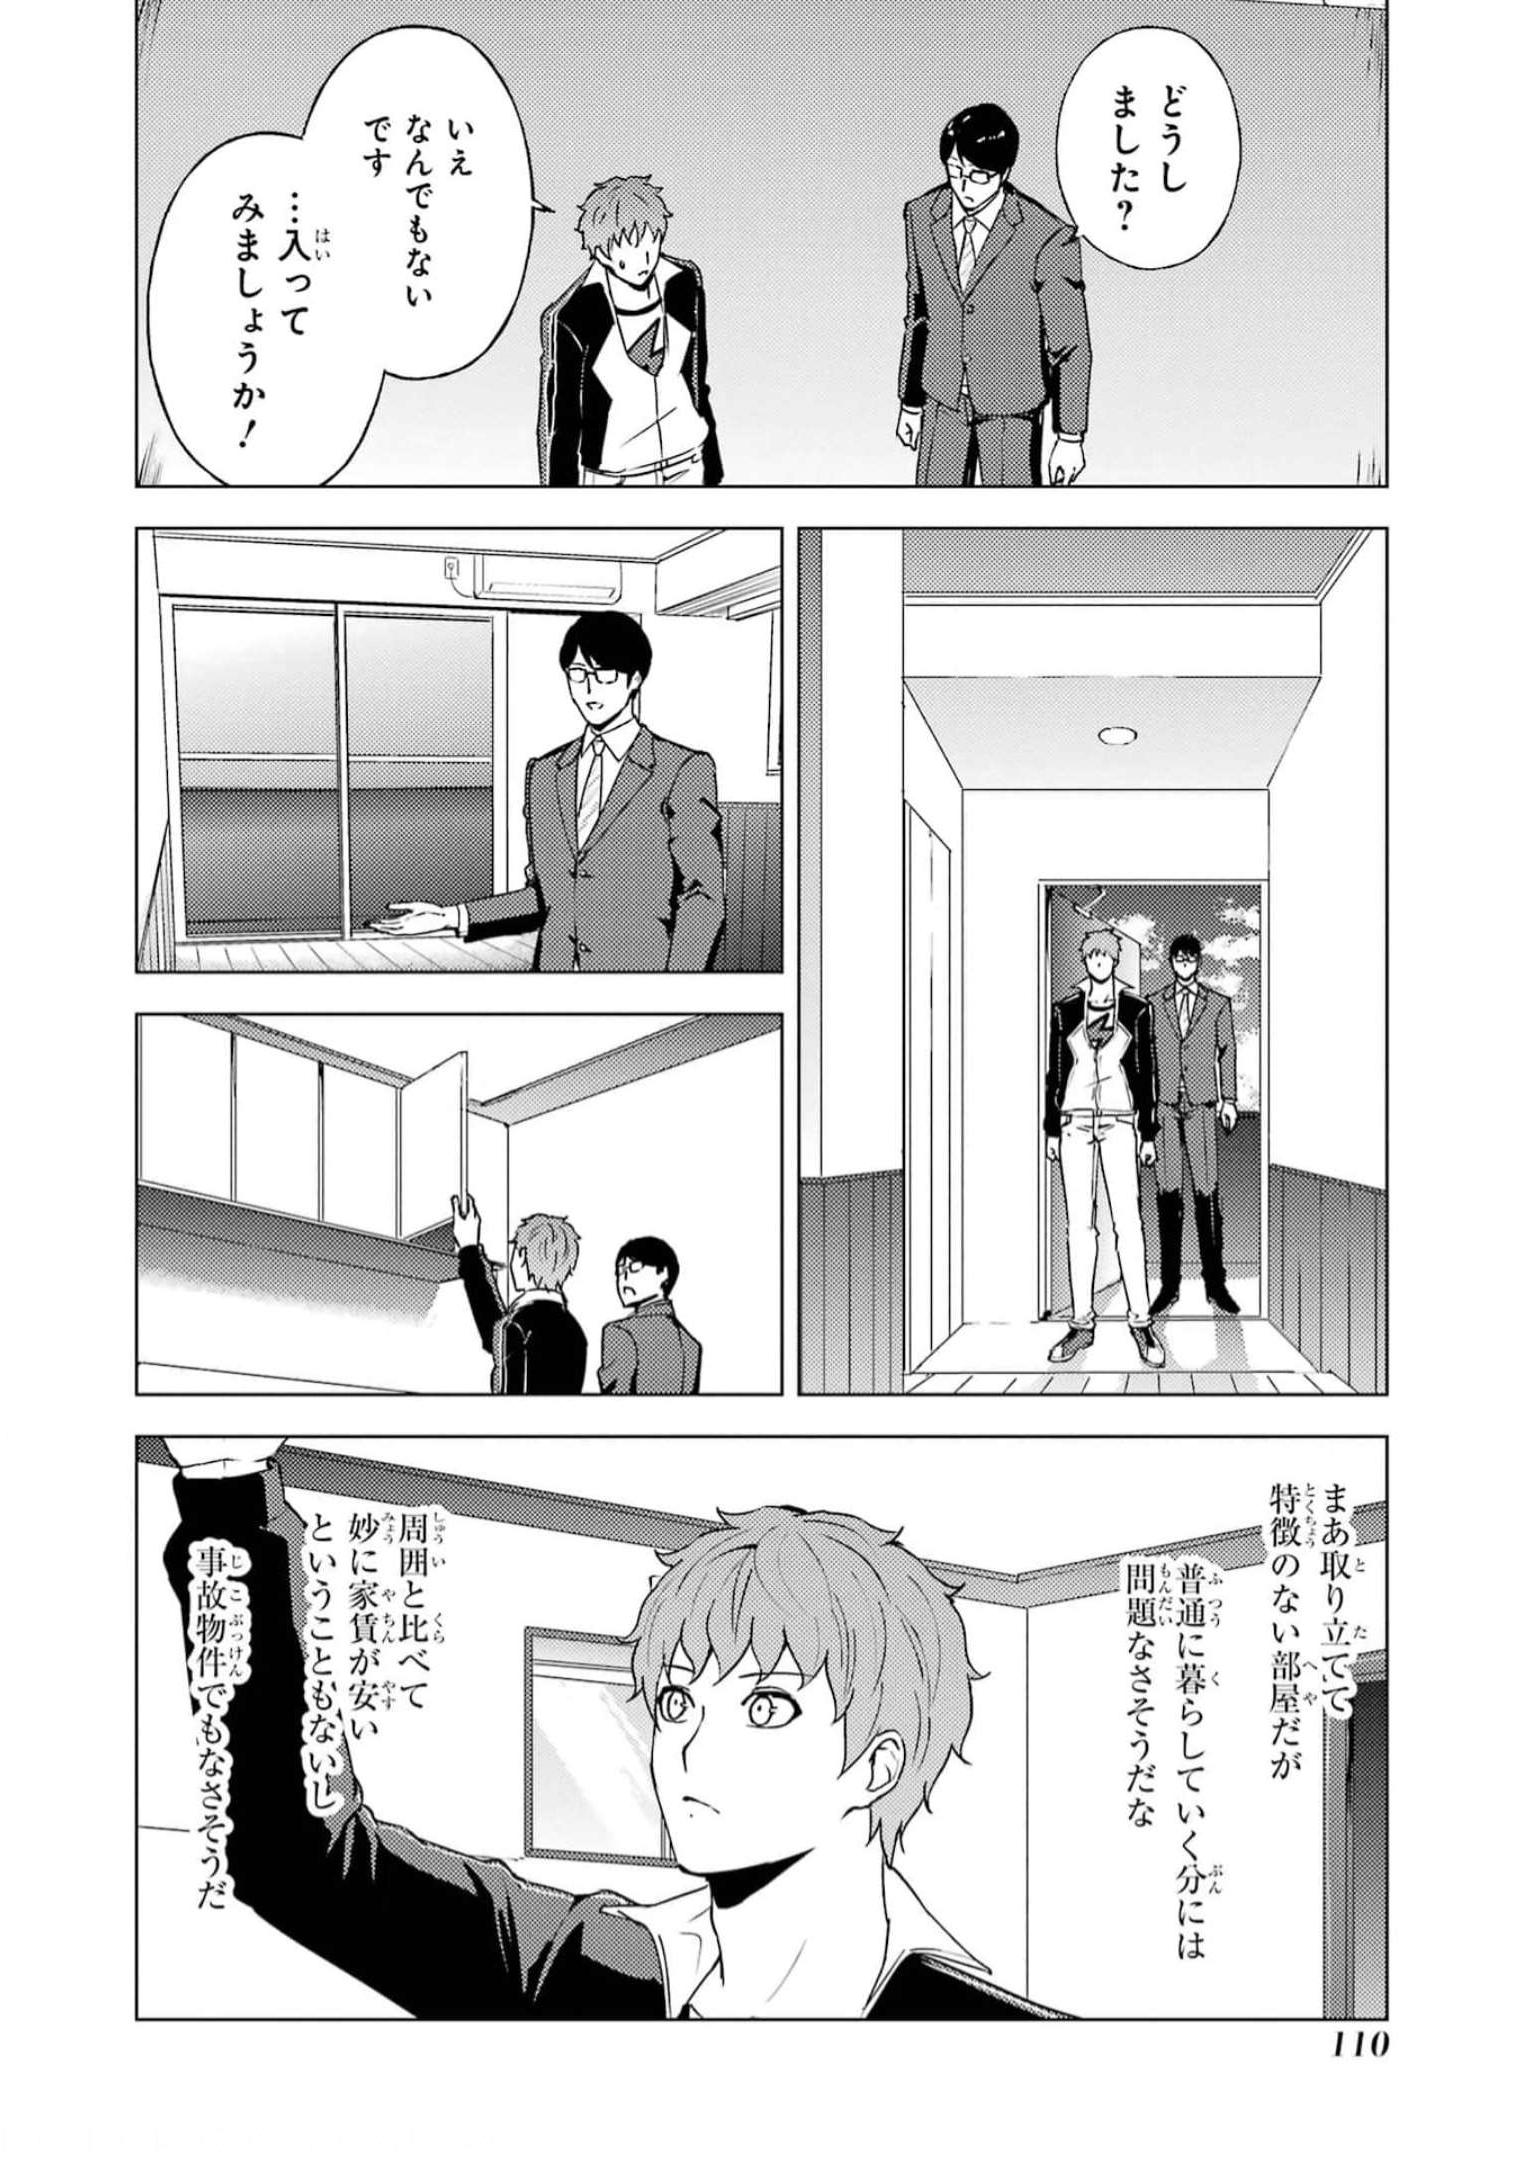 どうし
ました？
いえ
なんでもない
です
…入って
みましょうか！
まあ取り立てて
特徴のない部屋だが
普通に暮らしていく分には
問題なさそうだな
周囲と比べて
妙に家賃が安い
ということもないし
事故物件でもなさそうだ
110